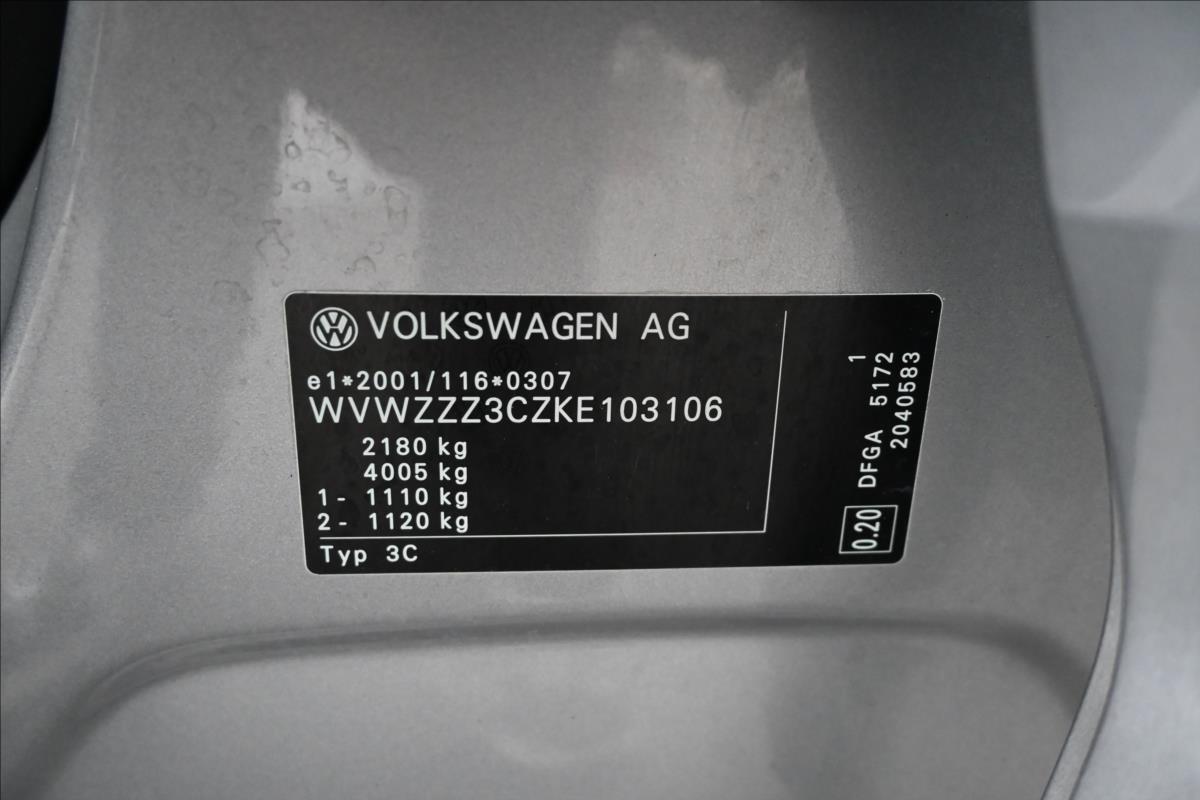 VOLKSWAGEN AG
e1*2001/116*0307
WVWZZZ3CZKE103106
2180 kg
4005 kg
1- 1110 kg
2- 1120 kg
Typ 3C
1
DFGA 5172
2040583
0.20